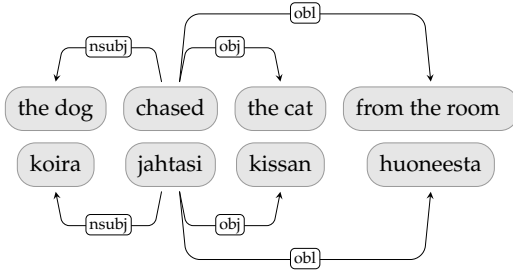 obl
nsubj obj
the dog chased the cat from the room
koira jahtasi kissan huoneesta
nsubj obj
obl